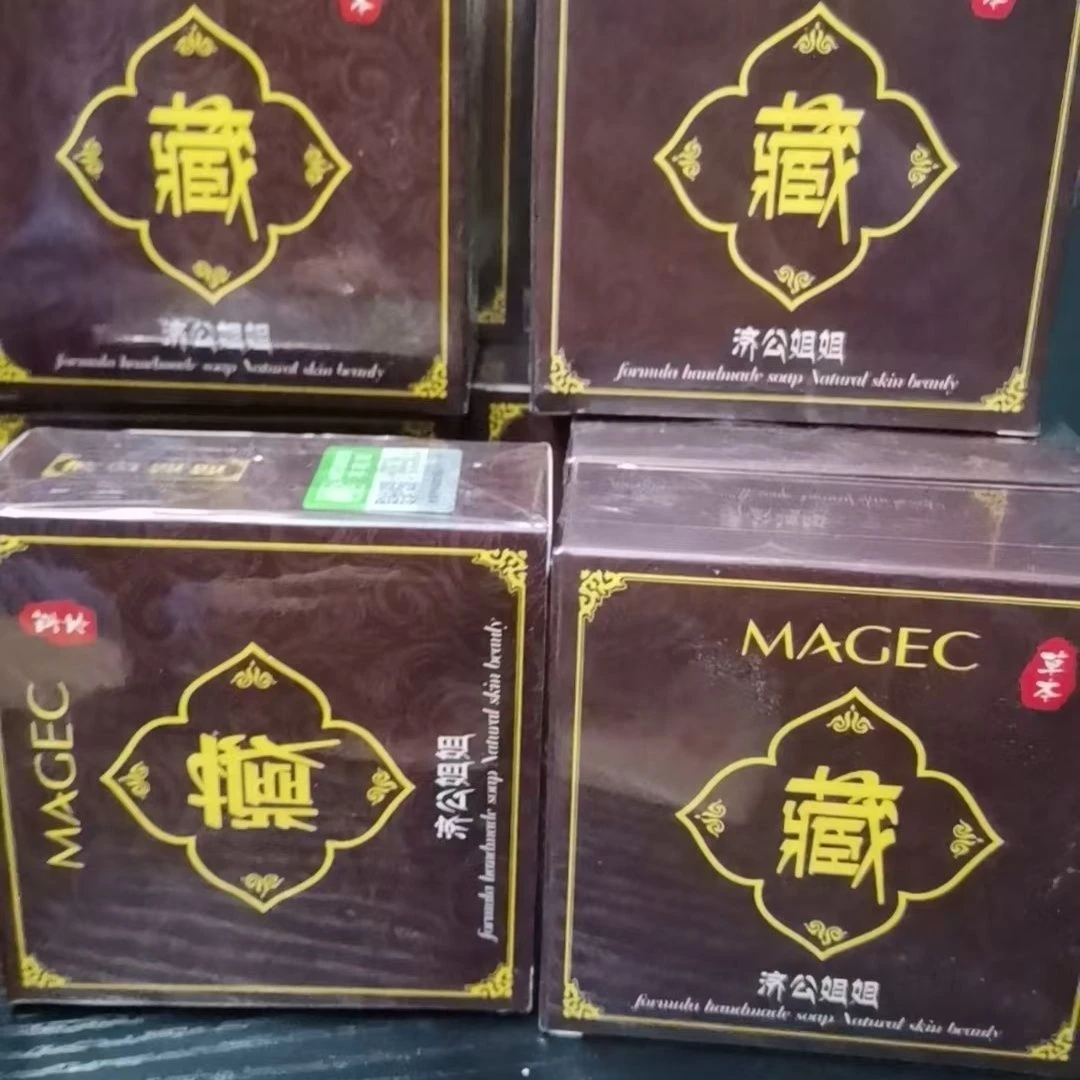 藏
济公姐姐
formula handmade soap Natural skin beauty
藏
济公姐姐
formula handmade soap Natural skin beauty
MAGEC
藏
济公姐姐
formula handmade soap Natural skin beauty
MAGEC
草本
藏
济公姐姐
formula handmade soap Natural skin beauty